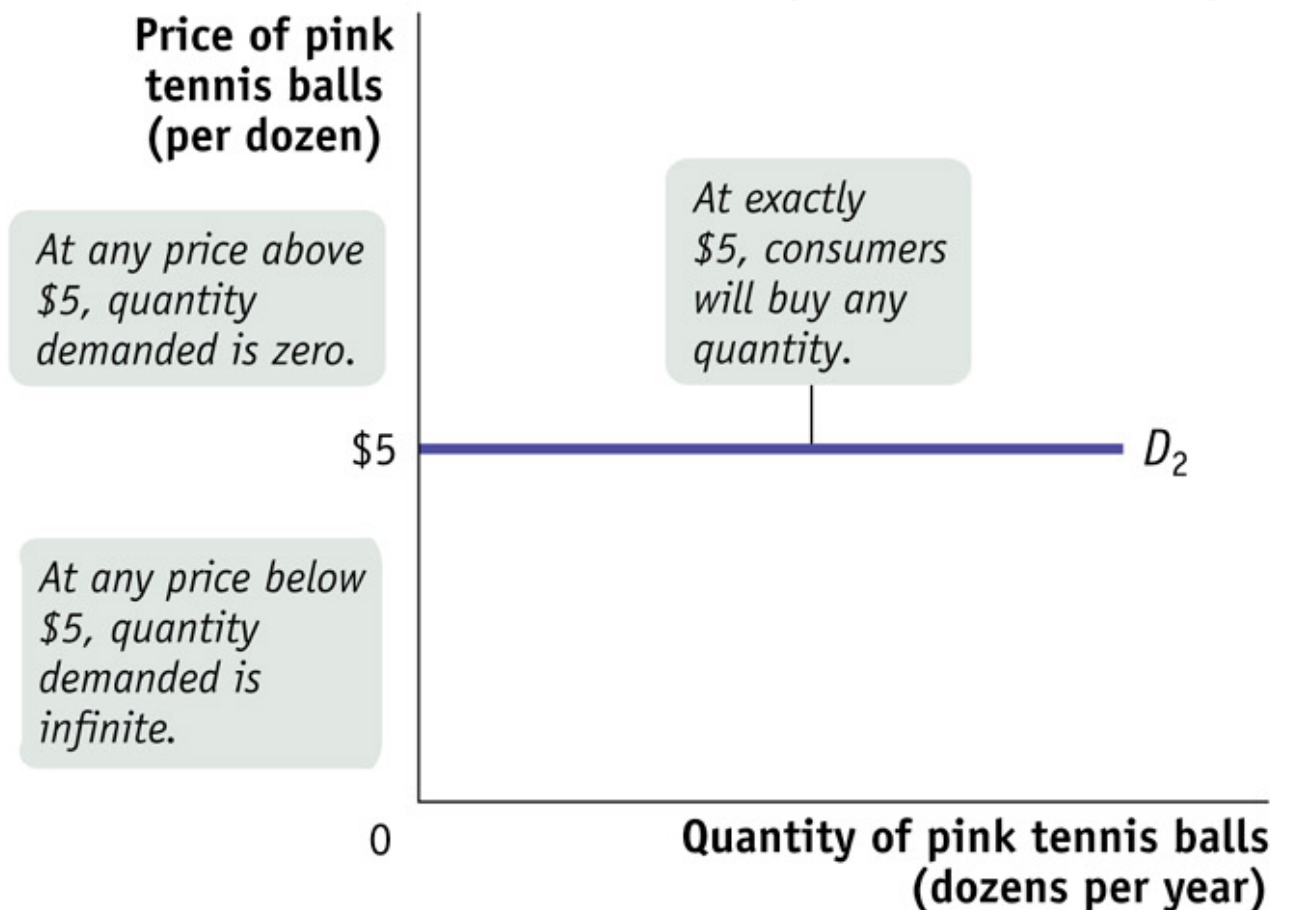 Price of pink
tennis balls
(per dozen)
At any price above
$5, quantity
demanded is zero.
At exactly
$5, consumers
will buy any
quantity.
$5
D2
At any price below
$5, quantity
demanded is
infinite.
0
Quantity of pink tennis balls
(dozens per year)